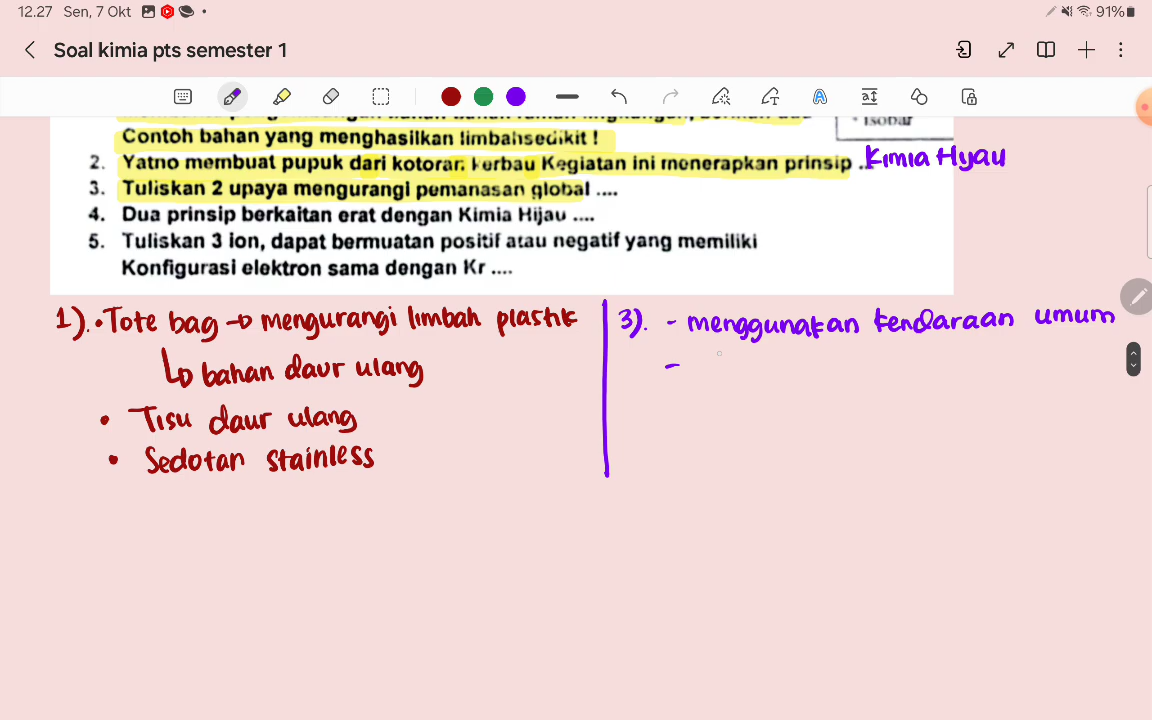 12.27 Sen, 7 Okt
91%
Soal kimia pts semester 1
Isobar
Contoh bahan yang menghasilkan limbahsedikit !
2. Yatno membuat pupuk dari kotoran kerbau Kegiatan ini menerapkan prinsip .. Kimia Hijau
3. Tuliskan 2 upaya mengurangi pemanasan global ....
4. Dua prinsip berkaitan erat dengan Kimia Hijau ....
5. Tuliskan 3 ion, dapat bermuatan positif atau negatif yang memiliki
Konfigurasi elektron sama dengan Kr ....
1). • Tote bag → mengurangi limbah plastik
↳ bahan daur ulang
• Tisu daur ulang
• Sedotan stainless
3). - menggunakan kendaraan umum
-